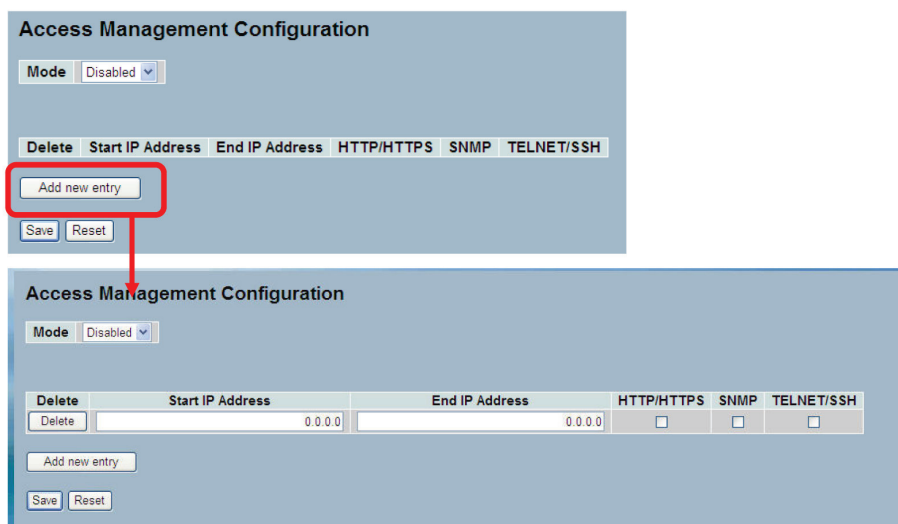 Access Management Configuration
Mode Disabled
Delete Start IP Address End IP Address HTTP/HTTPS SNMP TELNET/SSH
Add new entry
Save Reset
Access Management Configuration
Mode Disabled
Delete Start IP Address End IP Address HTTP/HTTPS SNMP TELNET/SSH
Delete 0.0.0.0 0.0.0.0
Add new entry
Save Reset